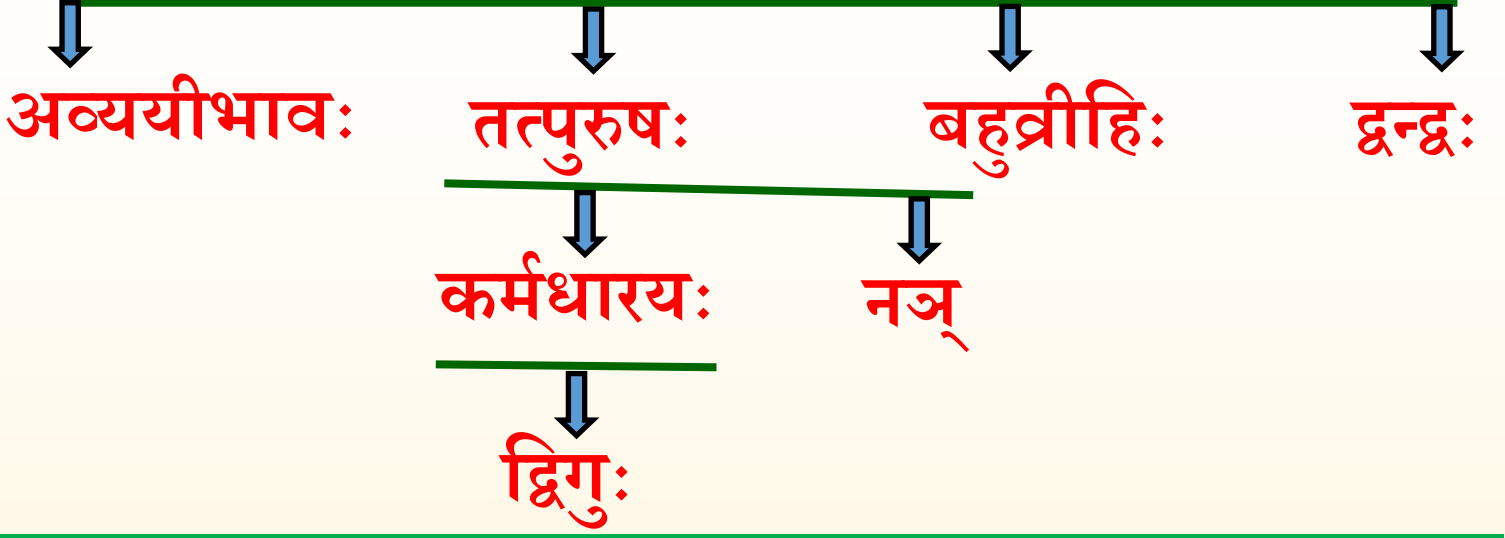 अव्ययीभावः तत्पुरुषः बहुव्रीहिः द्वन्द्वः
कर्मधारयः नञ्
द्विगुः